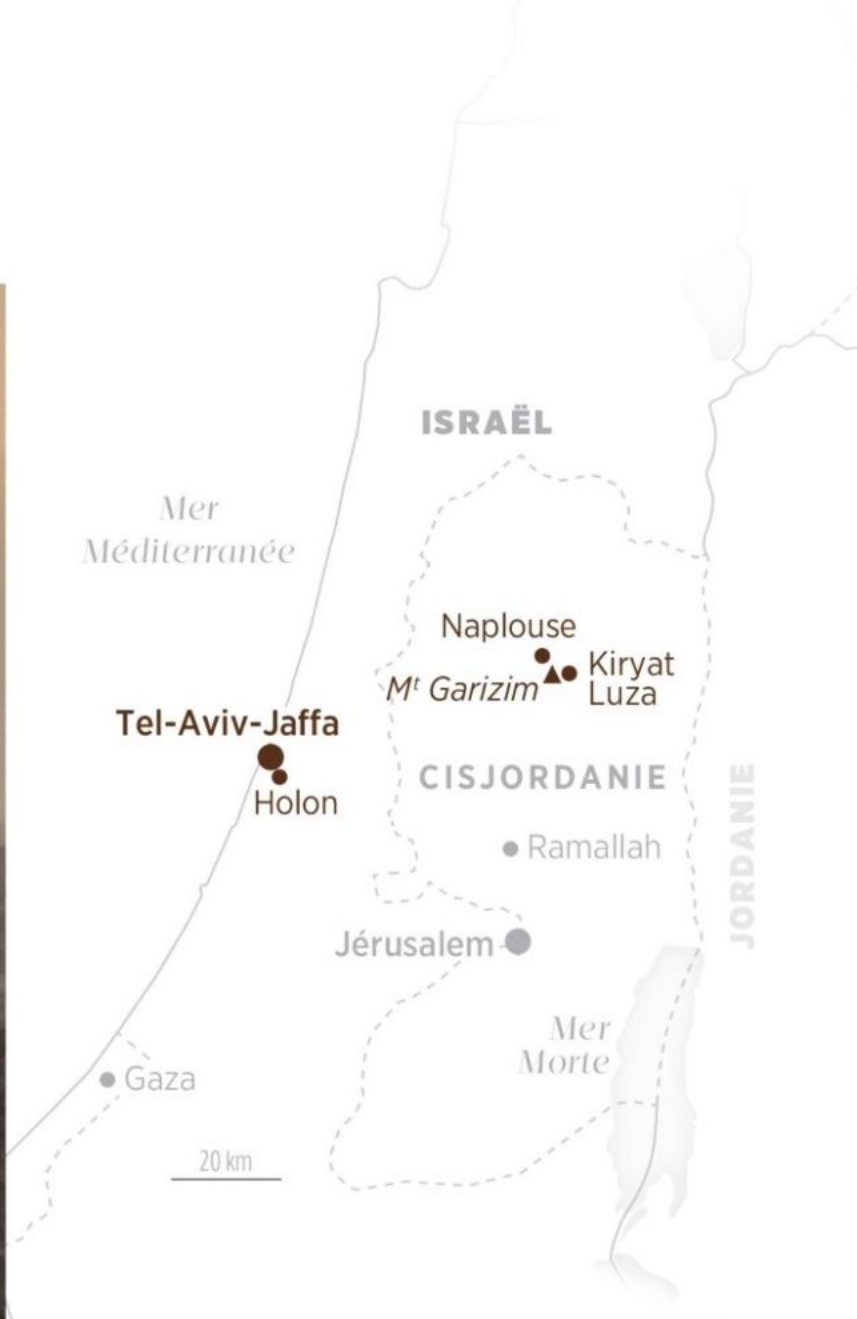 ISRAËL
Mer
Méditerranée
Naplouse
Kiryat
Luza
Mᵗ Garizim
Tel-Aviv-Jaffa
Holon
CISJORDANIE
JORDANIE
Ramallah
Jérusalem
Mer
Morte
Gaza
20 km